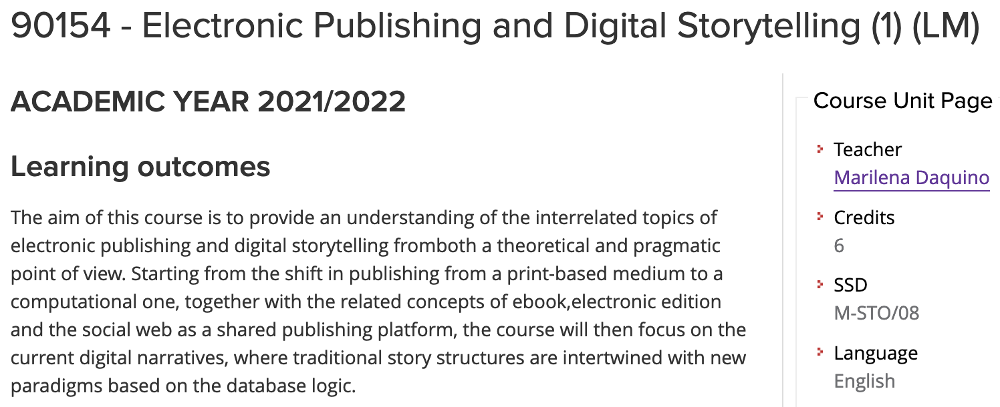 90154 - Electronic Publishing and Digital Storytelling (1) (LM)
ACADEMIC YEAR 2021/2022
Learning outcomes
The aim of this course is to provide an understanding of the interrelated topics of
electronic publishing and digital storytelling fromboth a theoretical and pragmatic
point of view. Starting from the shift in publishing from a print-based medium to a
computational one, together with the related concepts of ebook,electronic edition
and the social web as a shared publishing platform, the course will then focus on the
current digital narratives, where traditional story structures are intertwined with new
paradigms based on the database logic.
Course Unit Page
Teacher
Marilena Daquino
Credits
6
SSD
M-STO/08
Language
English